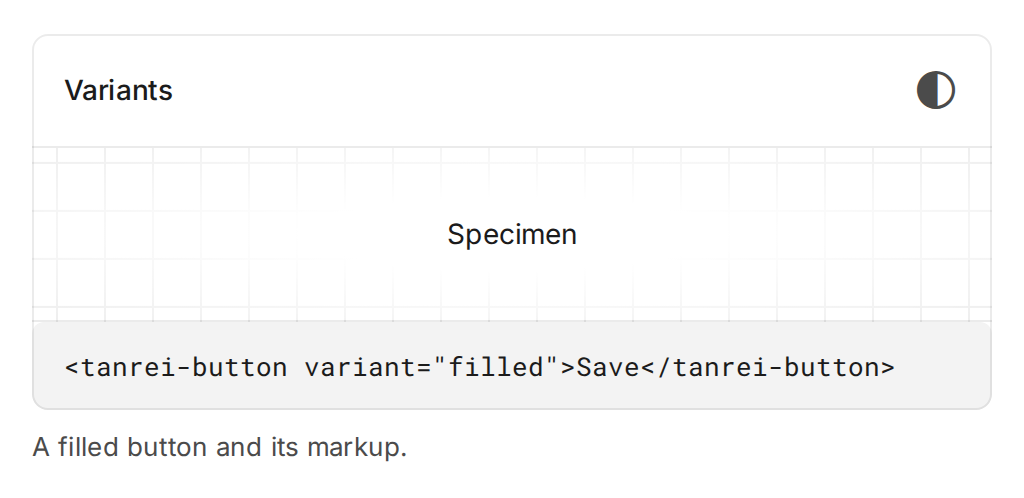 Variants
Specimen
<tanrei-button variant="filled">Save</tanrei-button>
A filled button and its markup.